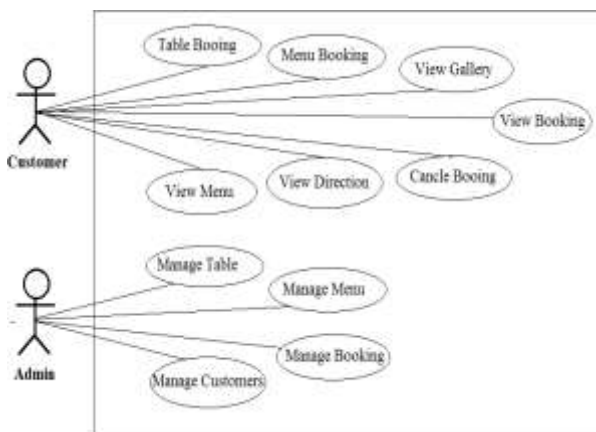 Table Booing
Menu Booking
View Gallery
View Booking
Customer
View Menu
View Direction
Cancle Booing
Manage Table
Manage Menu
Admin
Manage Booking
Manage Customers